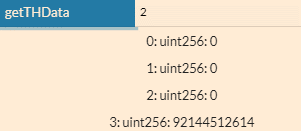 getTHData 2
0: uint256: 0
1: uint256: 0
2: uint256: 0
3: uint256: 92144512614